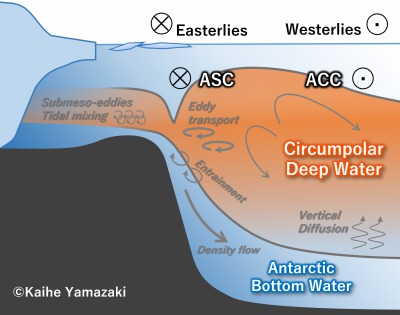 Easterlies
Westerlies
ASC
ACC
Submeso-eddies
Tidal mixing
Eddy
transport
Entrainment
Circumpolar
Deep Water
Vertical
Diffusion
Density flow
Antarctic
Bottom Water
©Kaihe Yamazaki